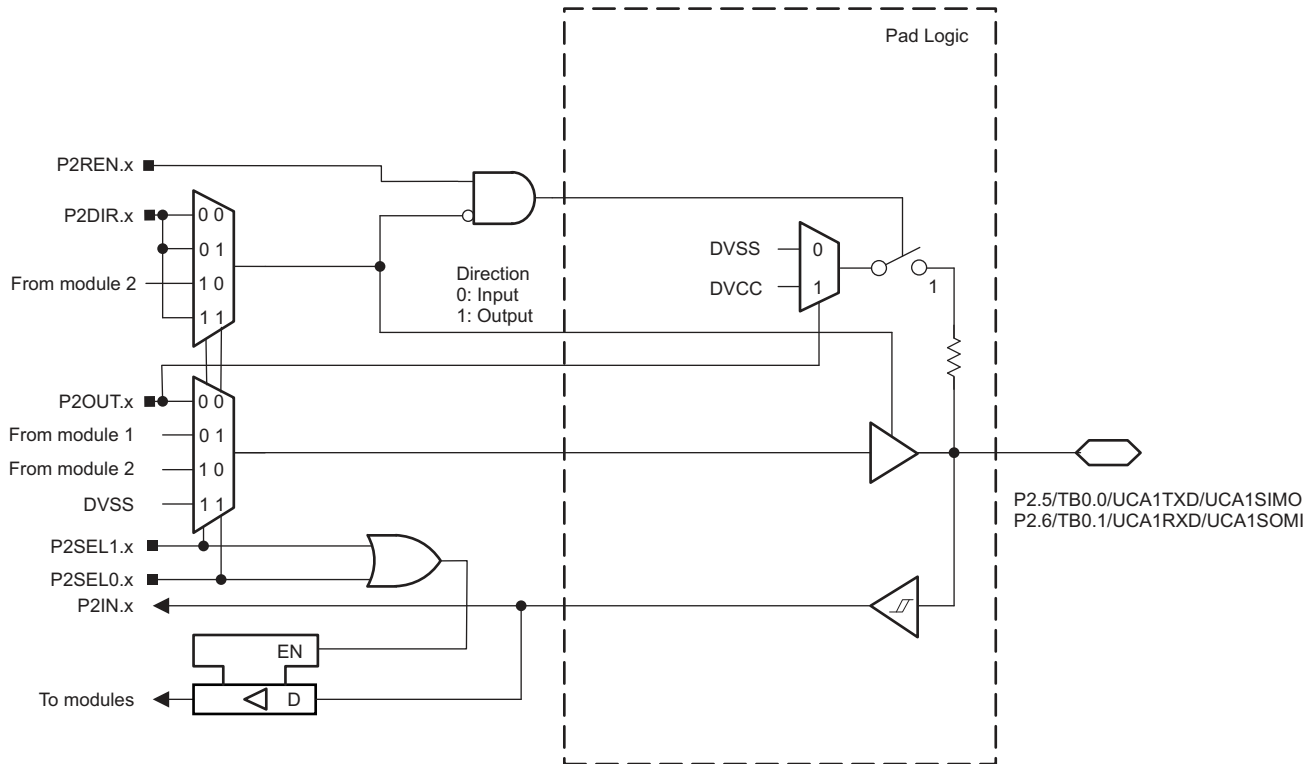 Pad Logic
P2REN.x
P2DIR.x
0 0
0 1
From module 2
1 0
1 1
Direction
0: Input
1: Output
DVSS
0
DVCC
1
1
P2OUT.x
0 0
From module 1
0 1
From module 2
1 0
DVSS
1 1
P2.5/TB0.0/UCA1TXD/UCA1SIMO
P2.6/TB0.1/UCA1RXD/UCA1SOMI
P2SEL1.x
P2SEL0.x
P2IN.x
EN
To modules
D